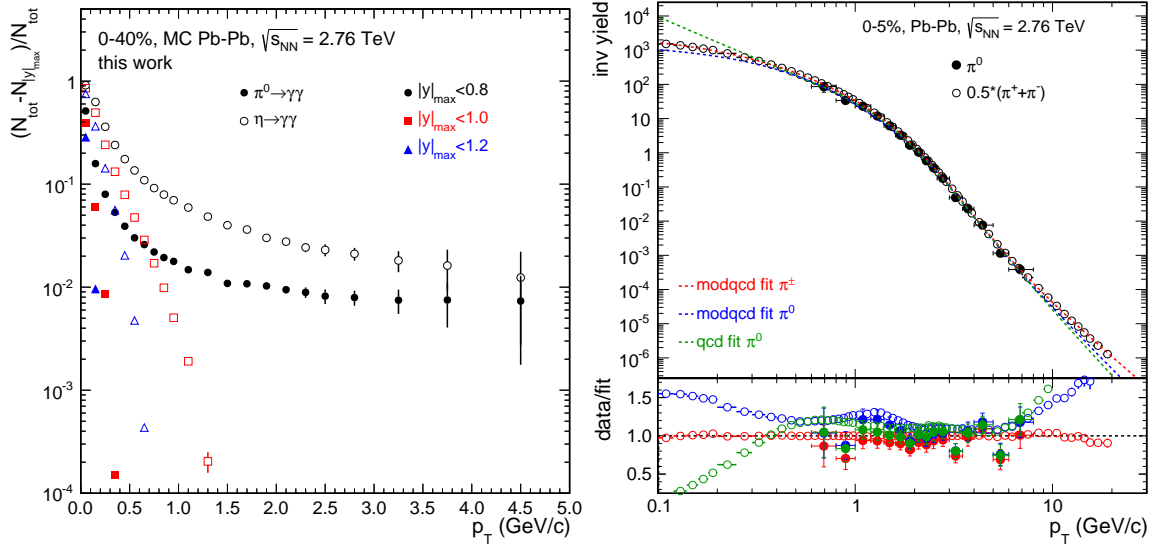 (N_tot-N_|y|_max)/N_tot
0-40%, MC Pb-Pb, √s_NN = 2.76 TeV
this work
π⁰→γγ
η→γγ
|y|_max<0.8
|y|_max<1.0
|y|_max<1.2
1
10⁻¹
10⁻²
10⁻³
10⁻⁴
0.0 0.5 1.0 1.5 2.0 2.5 3.0 3.5 4.0 4.5 5.0
p_T (GeV/c)
inv yield
0-5%, Pb-Pb, √s_NN = 2.76 TeV
π⁰
0.5*(π⁺+π⁻)
10⁵
10⁴
10³
10²
10
1
10⁻¹
10⁻²
10⁻³
10⁻⁴
10⁻⁵
10⁻⁶
modqcd fit π±
modqcd fit π⁰
qcd fit π⁰
data/fit
1.5
1.0
0.5
0.1 1 10
p_T (GeV/c)